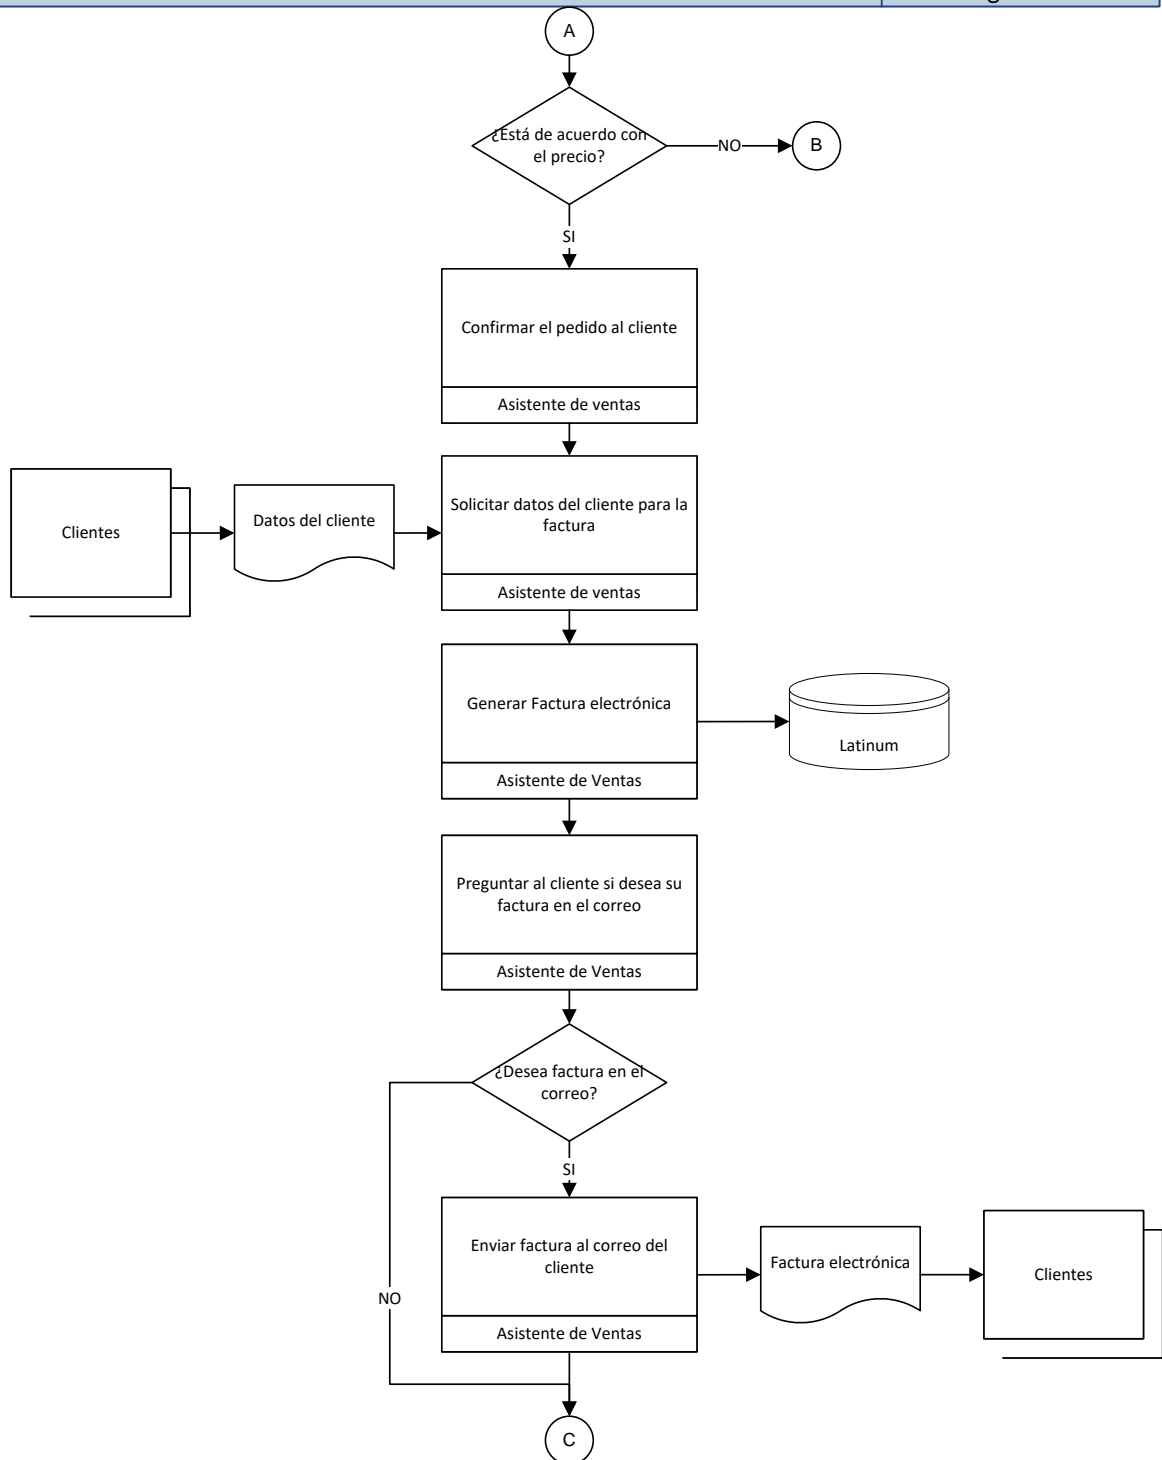 A
¿Está de acuerdo con
el precio?
NO
B
SI
Confirmar el pedido al cliente
Asistente de ventas
Clientes
Datos del cliente
Solicitar datos del cliente para la
factura
Asistente de ventas
Generar Factura electrónica
Asistente de Ventas
Latinum
Preguntar al cliente si desea su
factura en el correo
Asistente de Ventas
¿Desea factura en el
correo?
SI
NO
Enviar factura al correo del
cliente
Asistente de Ventas
Factura electrónica
Clientes
C